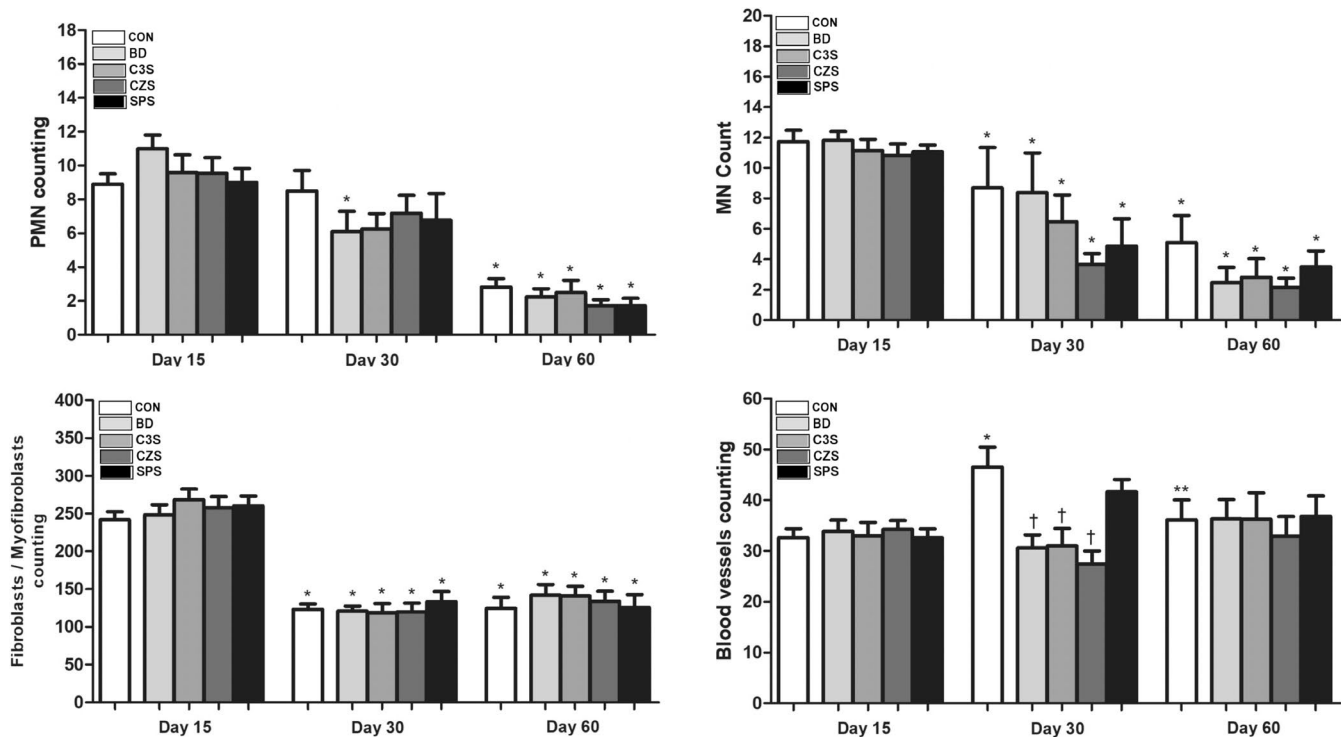 PMN counting
18
16
14
12
10
8
6
4
2
0
CON
BD
C3S
CZS
SPS
*
* * * * *
Day 15 Day 30 Day 60
MN Count
20
18
16
14
12
10
8
6
4
2
0
CON
BD
C3S
CZS
SPS
* * * * *
* * * * *
Day 15 Day 30 Day 60
Fibroblasts / Myofibroblasts
counting
400
350
300
250
200
150
100
50
0
CON
BD
C3S
CZS
SPS
* * * * *
* * * * *
Day 15 Day 30 Day 60
Blood vessels counting
60
50
40
30
20
10
0
CON
BD
C3S
CZS
SPS
*
† † †
**
Day 15 Day 30 Day 60